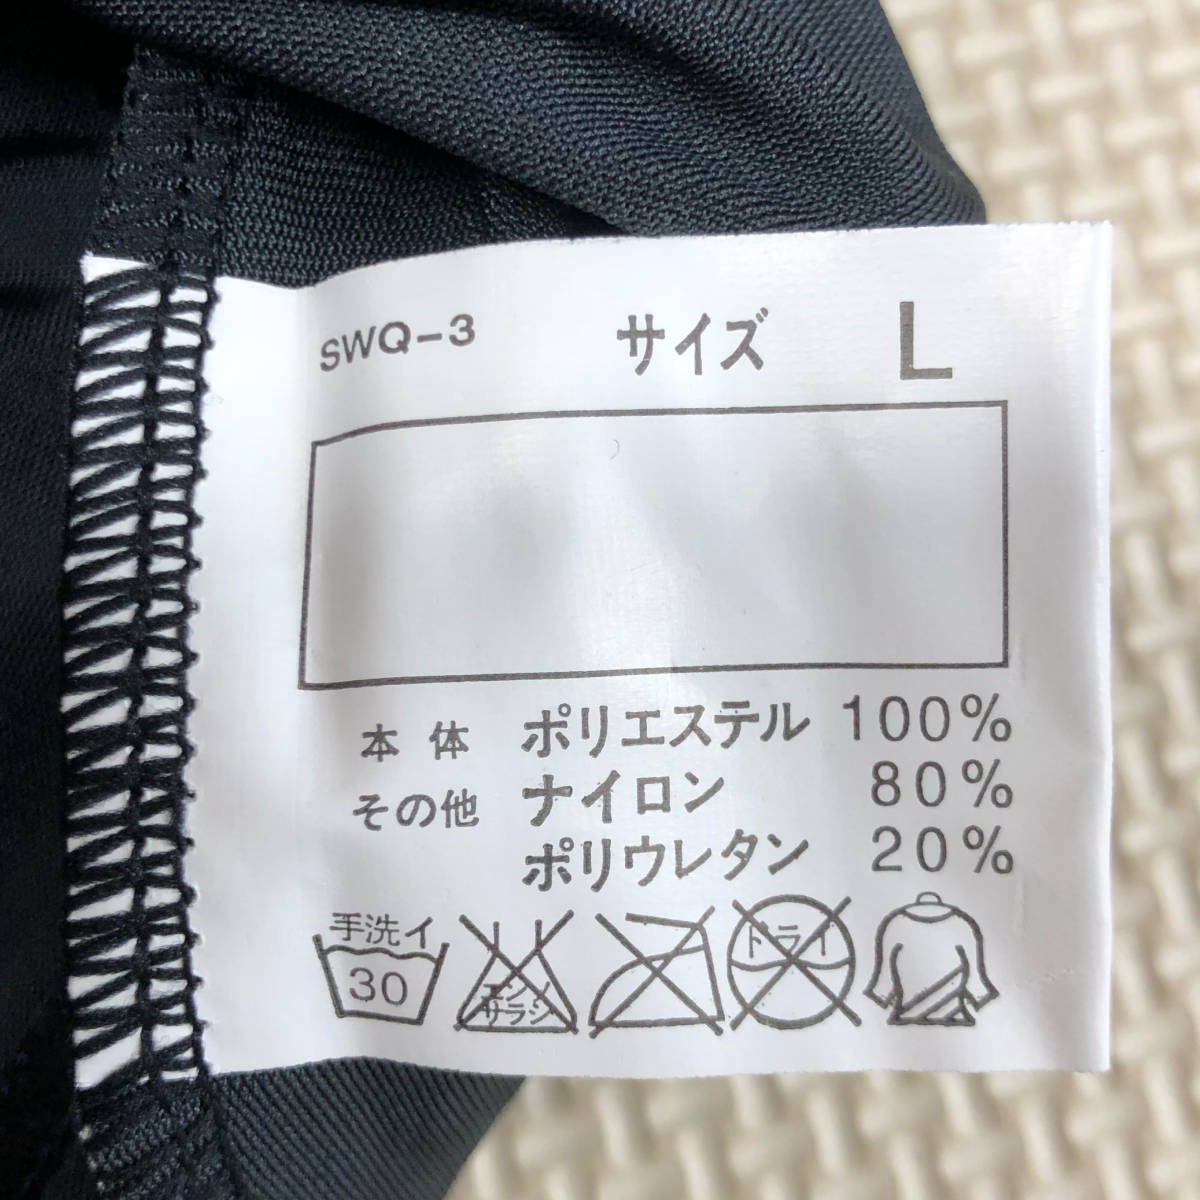 SWQ-3 サイズ L
本体 ポリエステル 100%
その他 ナイロン 80%
ポリウレタン 20%
手洗イ
30
エンソ
サラシ
ドライ